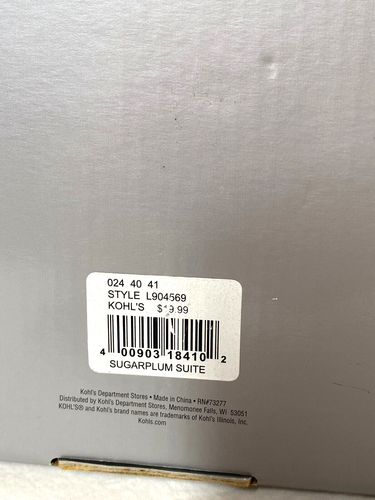 024 40 41
STYLE L904569
KOHL'S $19.99
4 00903 18410 2
SUGARPLUM SUITE
Kohl's Department Stores • Made in China • RN#73277
Distributed by Kohl's Department Stores, Menomonee Falls, WI 53051
KOHL'S® and Kohl's brand names are trademarks of Kohl's Illinois, Inc.
Kohls.com